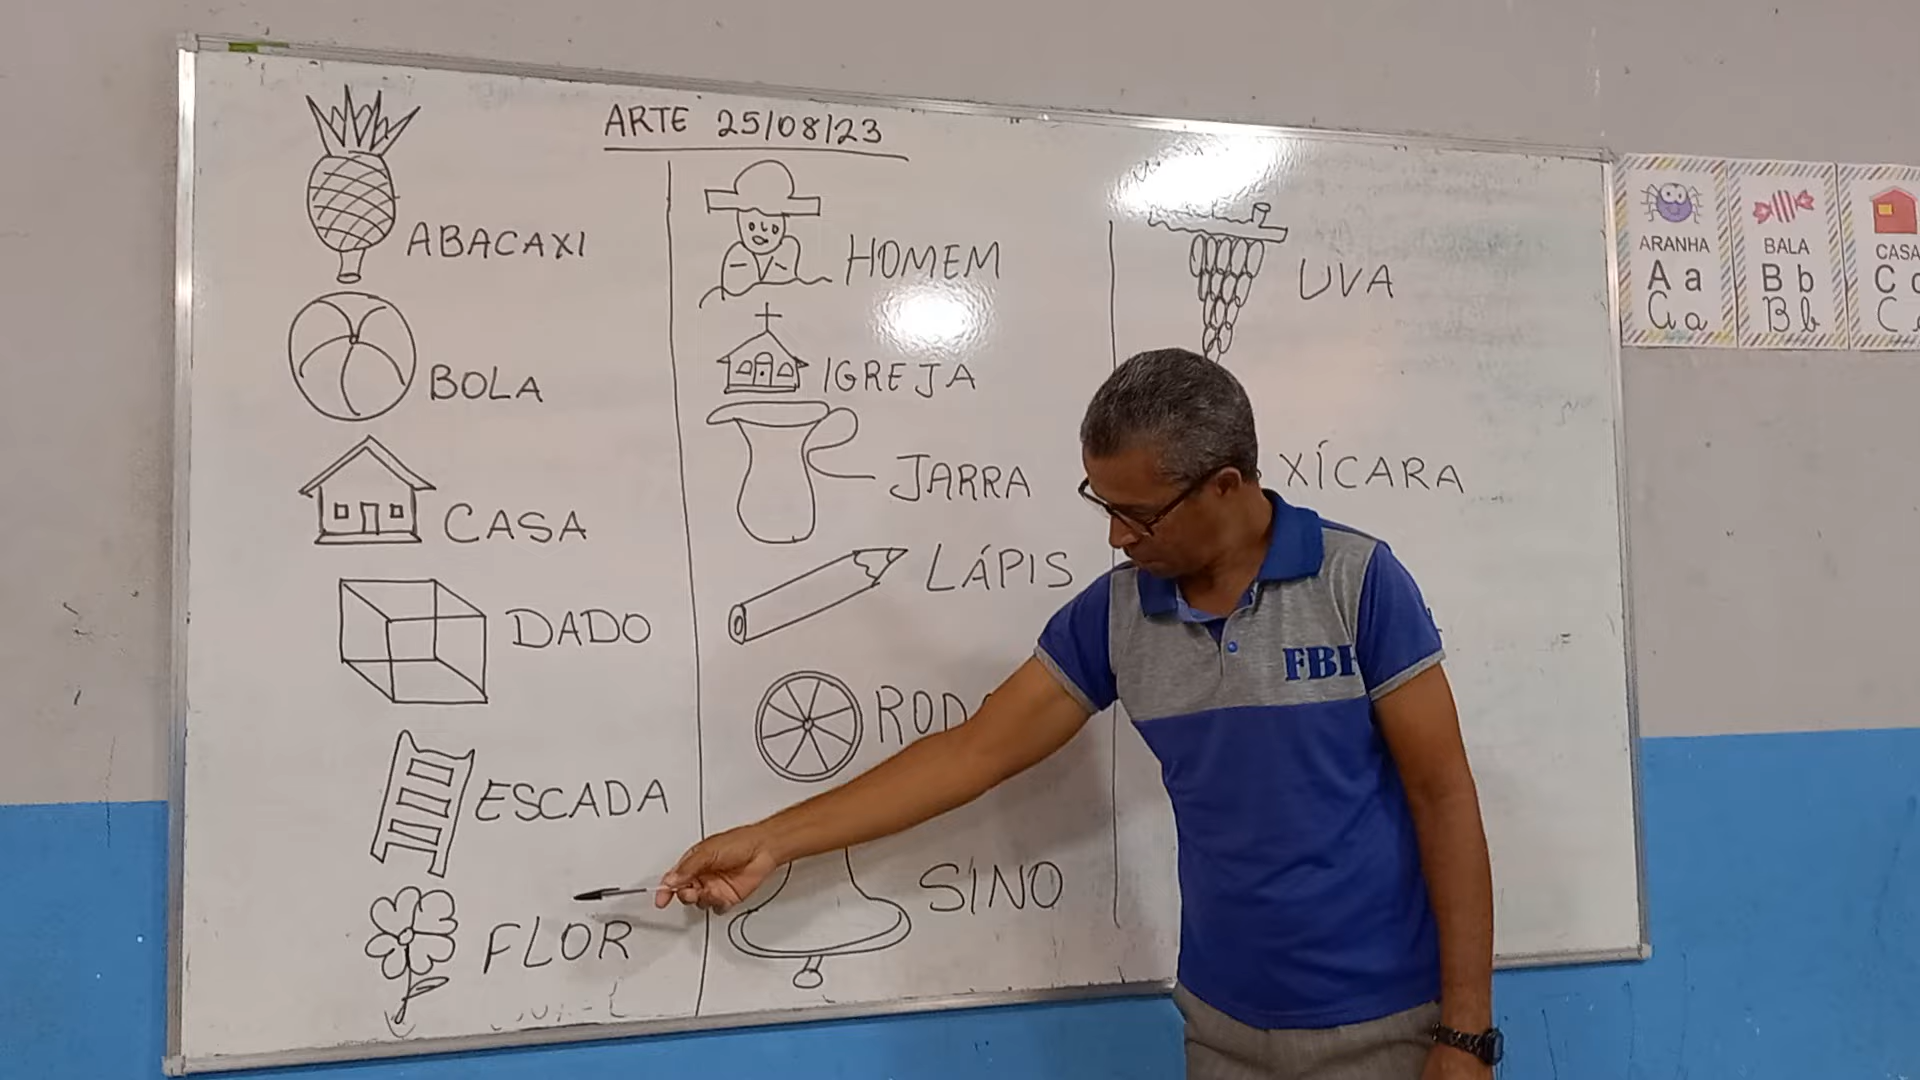 ARTE 25/08/23
ABACAXI
BOLA
CASA
DADO
ESCADA
FLOR
HOMEM
IGREJA
JARRA
LÁPIS
SINO
UVA
XÍCARA
ARANHA
A a
A a
BALA
B b
B b
CASA
C
C